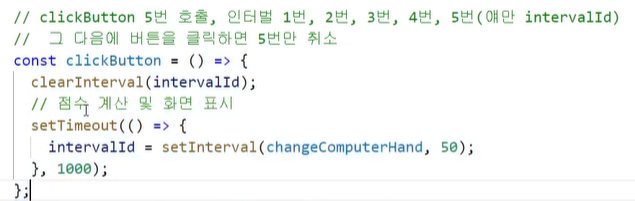 // clickButton 5번 호출, 인터벌 1번, 2번, 3번, 4번, 5번(얘만 intervalId)
//  그 다음에 버튼을 클릭하면 5번만 취소
const clickButton = () => {
  clearInterval(intervalId);
  // 점수 계산 및 화면 표시
  setTimeout(() => {
    intervalId = setInterval(changeComputerHand, 50);
  }, 1000);
};